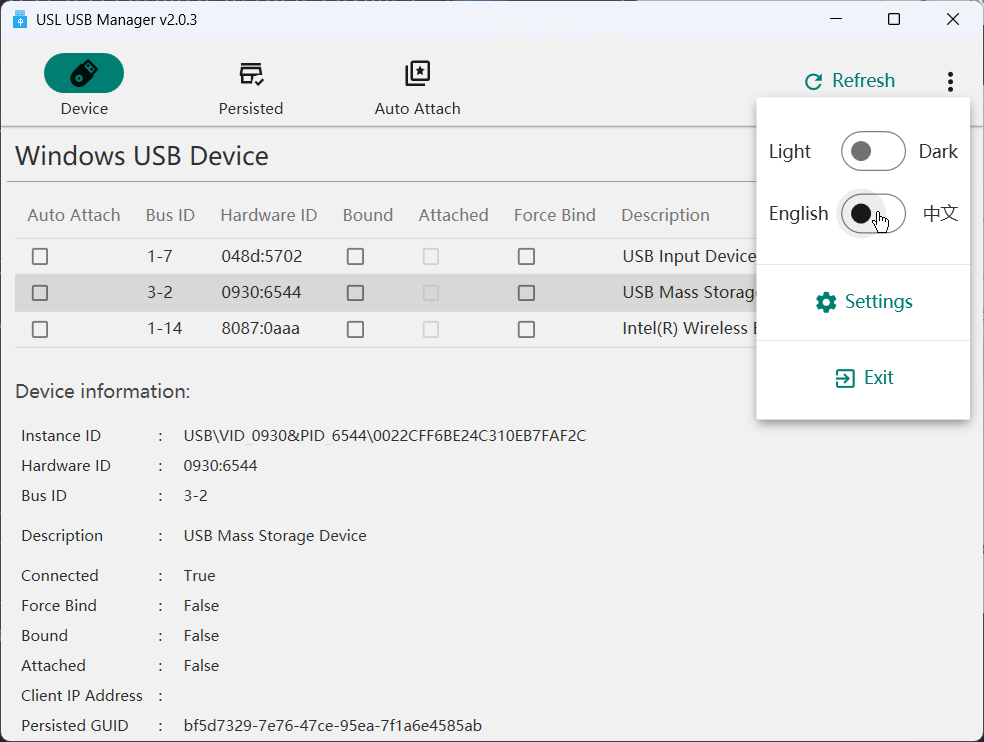 USL USB Manager v2.0.3
Device Persisted Auto Attach Refresh
Light Dark
English 中文
Settings
Exit
Windows USB Device
Auto Attach Bus ID Hardware ID Bound Attached Force Bind Description
1-7 048d:5702 USB Input Device
3-2 0930:6544 USB Mass Storag
1-14 8087:0aaa Intel(R) Wireless
Device information:
Instance ID : USB\VID_0930&PID_6544\0022CFF6BE24C310EB7FAF2C
Hardware ID : 0930:6544
Bus ID : 3-2
Description : USB Mass Storage Device
Connected : True
Force Bind : False
Bound : False
Attached : False
Client IP Address :
Persisted GUID : bf5d7329-7e76-47ce-95ea-7f1a6e4585ab